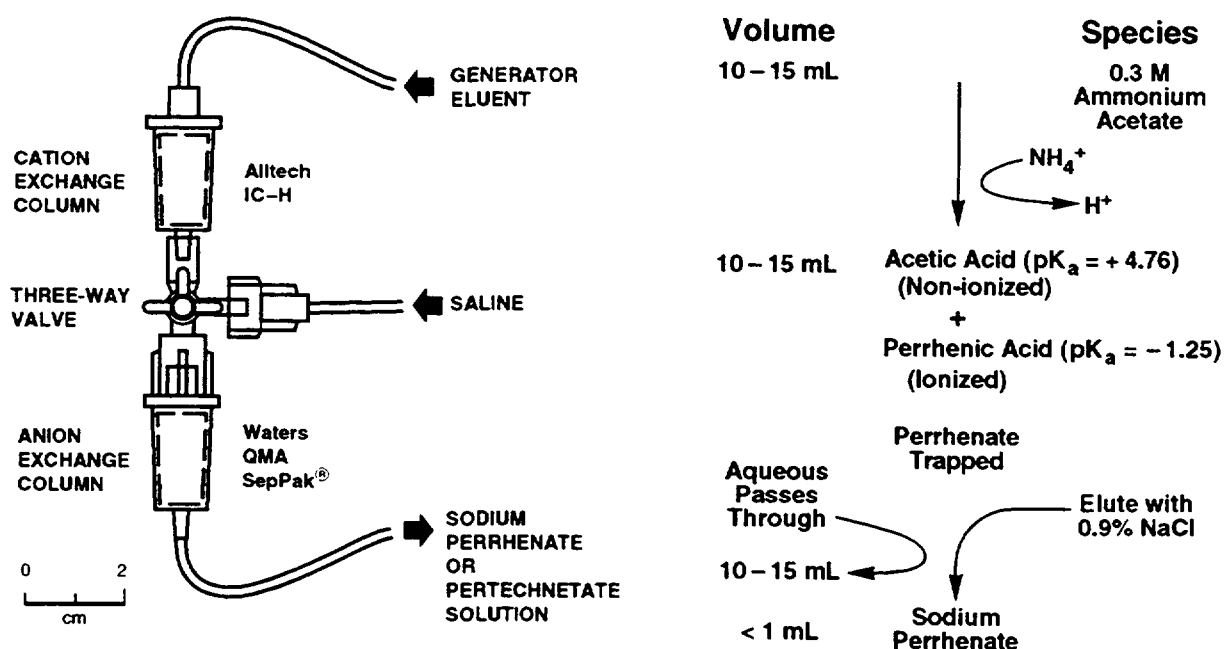 GENERATOR
ELUENT
CATION
EXCHANGE
COLUMN
Alltech
IC-H
THREE-WAY
VALVE
SALINE
ANION
EXCHANGE
COLUMN
Waters
QMA
SepPak®
SODIUM
PERRHENATE
OR
PERTECHNETATE
SOLUTION
0 2
cm
Volume Species
10 – 15 mL
0.3 M
Ammonium
Acetate
NH₄⁺
H⁺
10 – 15 mL
Acetic Acid (pKₐ = + 4.76)
(Non-ionized)
+
Perrhenic Acid (pKₐ = – 1.25)
(Ionized)
Perrhenate
Trapped
Aqueous
Passes
Through
Elute with
0.9% NaCl
10 – 15 mL
< 1 mL
Sodium
Perrhenate